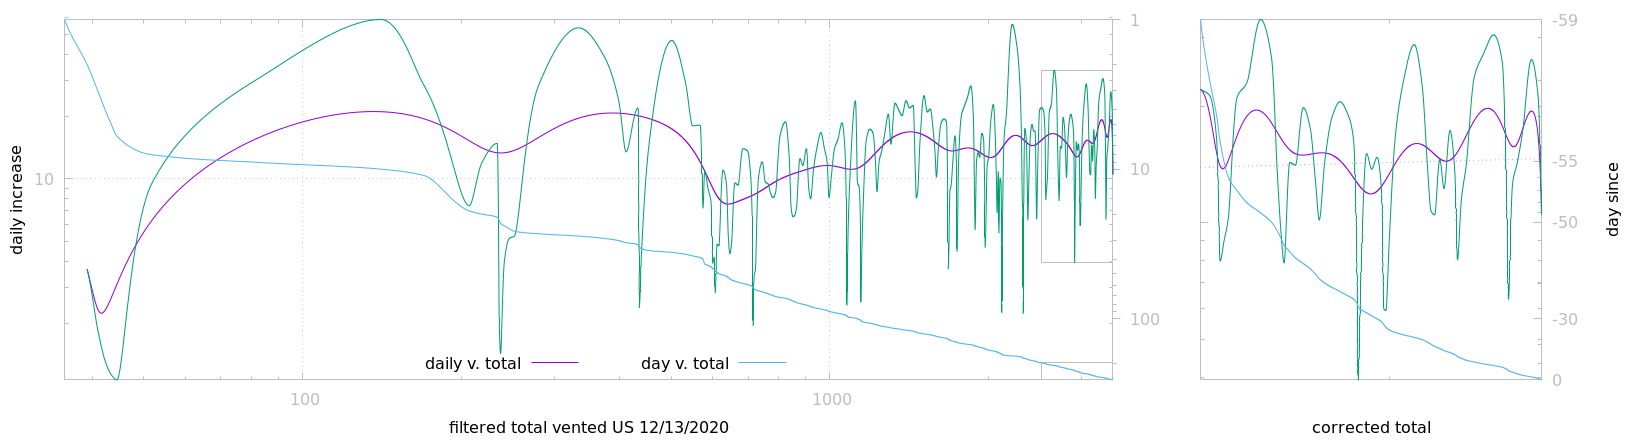 1
-59
daily increase
10
10
-55
-50
day since
100
-30
daily v. total
day v. total
0
100
1000
filtered total vented US 12/13/2020
corrected total